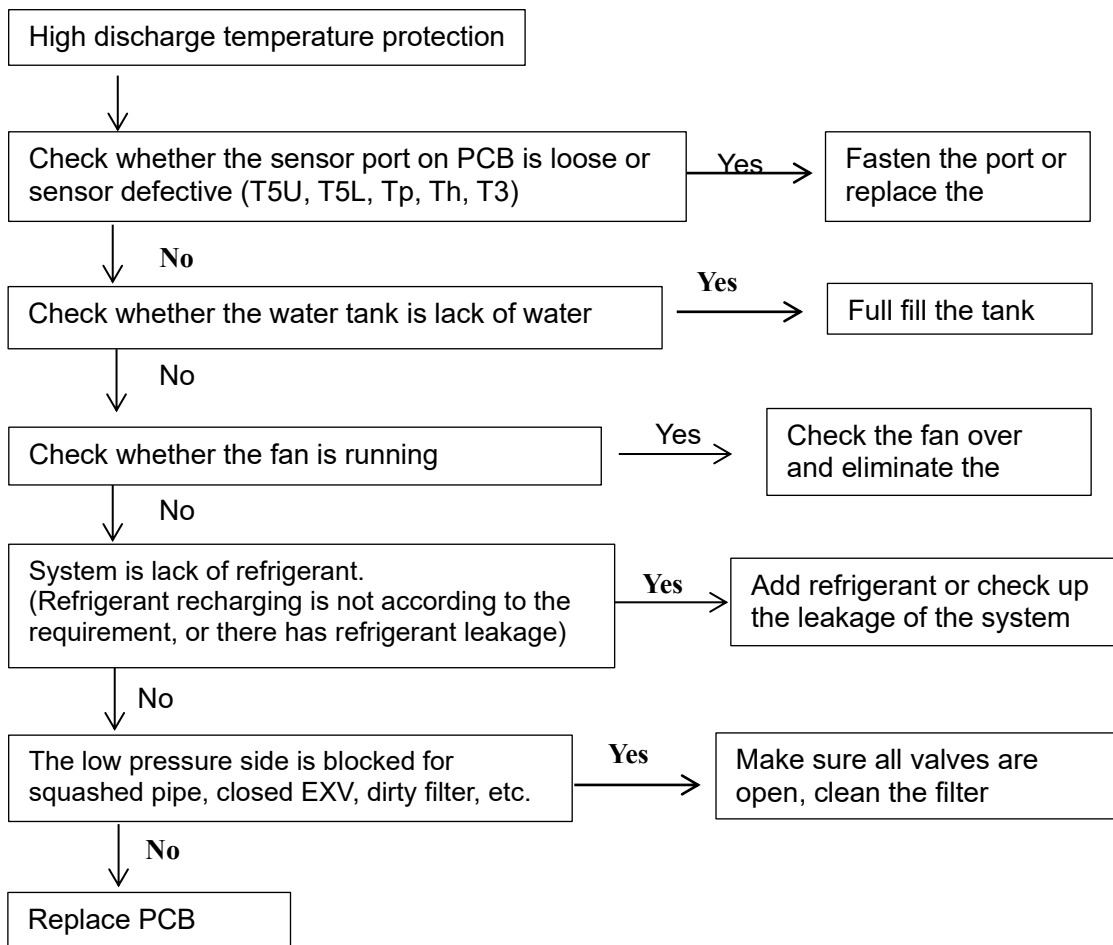 High discharge temperature protection
Check whether the sensor port on PCB is loose or
sensor defective (T5U, T5L, Tp, Th, T3)
Yes
Fasten the port or
replace the
No
Check whether the water tank is lack of water
Yes
Full fill the tank
No
Check whether the fan is running
Yes
Check the fan over
and eliminate the
No
System is lack of refrigerant.
(Refrigerant recharging is not according to the
requirement, or there has refrigerant leakage)
Yes
Add refrigerant or check up
the leakage of the system
No
The low pressure side is blocked for
squashed pipe, closed EXV, dirty filter, etc.
Yes
Make sure all valves are
open, clean the filter
No
Replace PCB